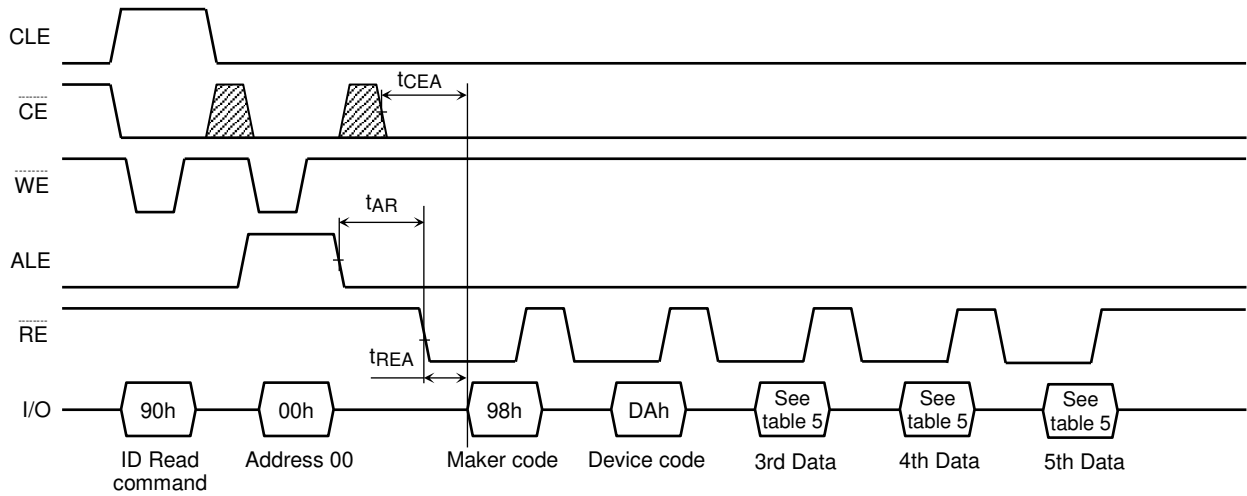 CLE
tCEA
CE
WE
tAR
ALE
RE
tREA
I/O
90h
00h
98h
DAh
See
table 5
See
table 5
See
table 5
ID Read
command
Address 00
Maker code
Device code
3rd Data
4th Data
5th Data